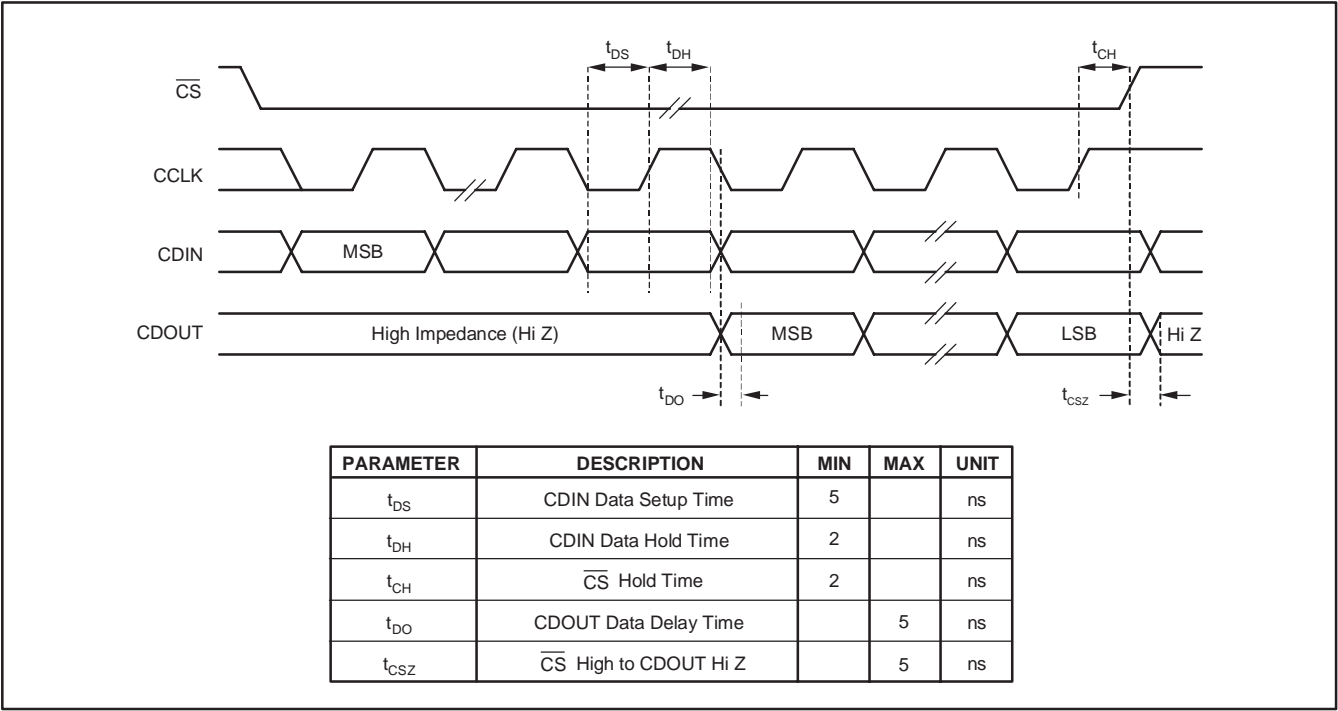 tDS tDH tCH
CS
CCLK
CDIN MSB
CDOUT High Impedance (Hi Z) MSB LSB Hi Z
tDO tCSZ
PARAMETER DESCRIPTION MIN MAX UNIT
tDS CDIN Data Setup Time 5 ns
tDH CDIN Data Hold Time 2 ns
tCH CS Hold Time 2 ns
tDO CDOUT Data Delay Time 5 ns
tCSZ CS High to CDOUT Hi Z 5 ns